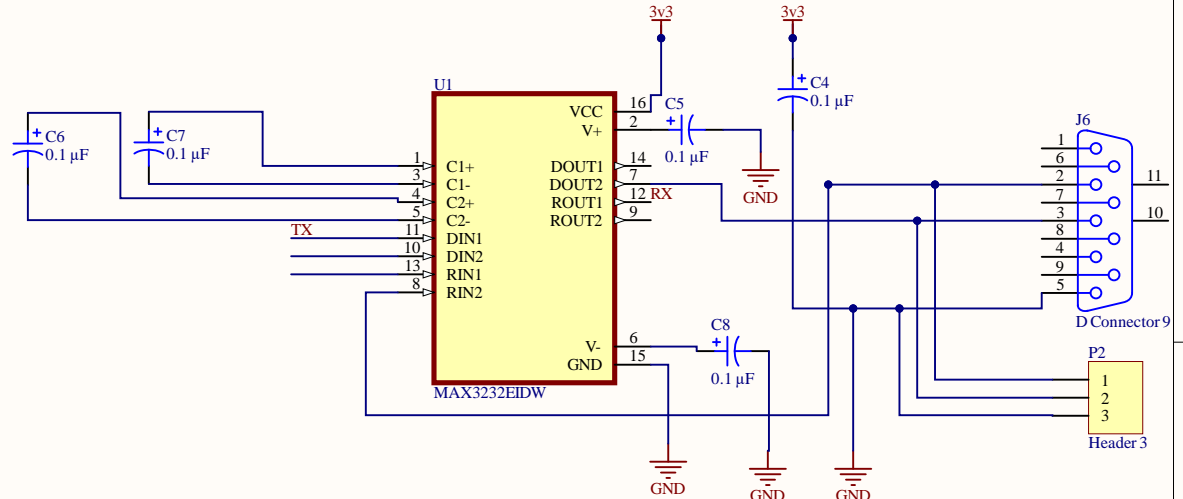 3v3
3v3
U1
C4
0.1 µF
C5
0.1 µF
C6
0.1 µF
C7
0.1 µF
VCC 16
V+ 2
1 C1+
3 C1-
4 C2+
5 C2-
TX 11 DIN1
10 DIN2
13 RIN1
8 RIN2
DOUT1 14
DOUT2 7
ROUT1 12 RX
ROUT2 9
V- 6
GND 15
MAX3232EIDW
GND
C8
0.1 µF
GND
GND
GND
J6
1
6
2
7
3
8
4
9
5
11
10
D Connector 9
P2
1
2
3
Header 3